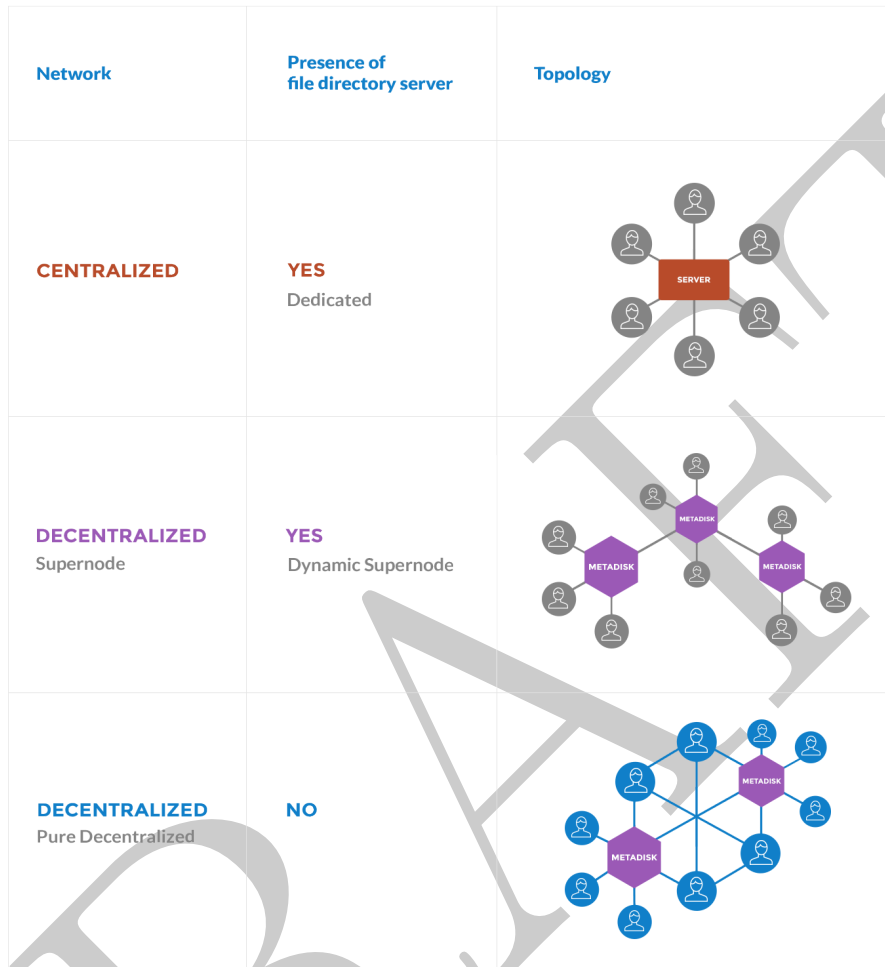 Network
Presence of
file directory server
Topology
CENTRALIZED
YES
Dedicated
SERVER
DECENTRALIZED
Supernode
YES
Dynamic Supernode
METADISK
METADISK
METADISK
DECENTRALIZED
Pure Decentralized
NO
METADISK
METADISK